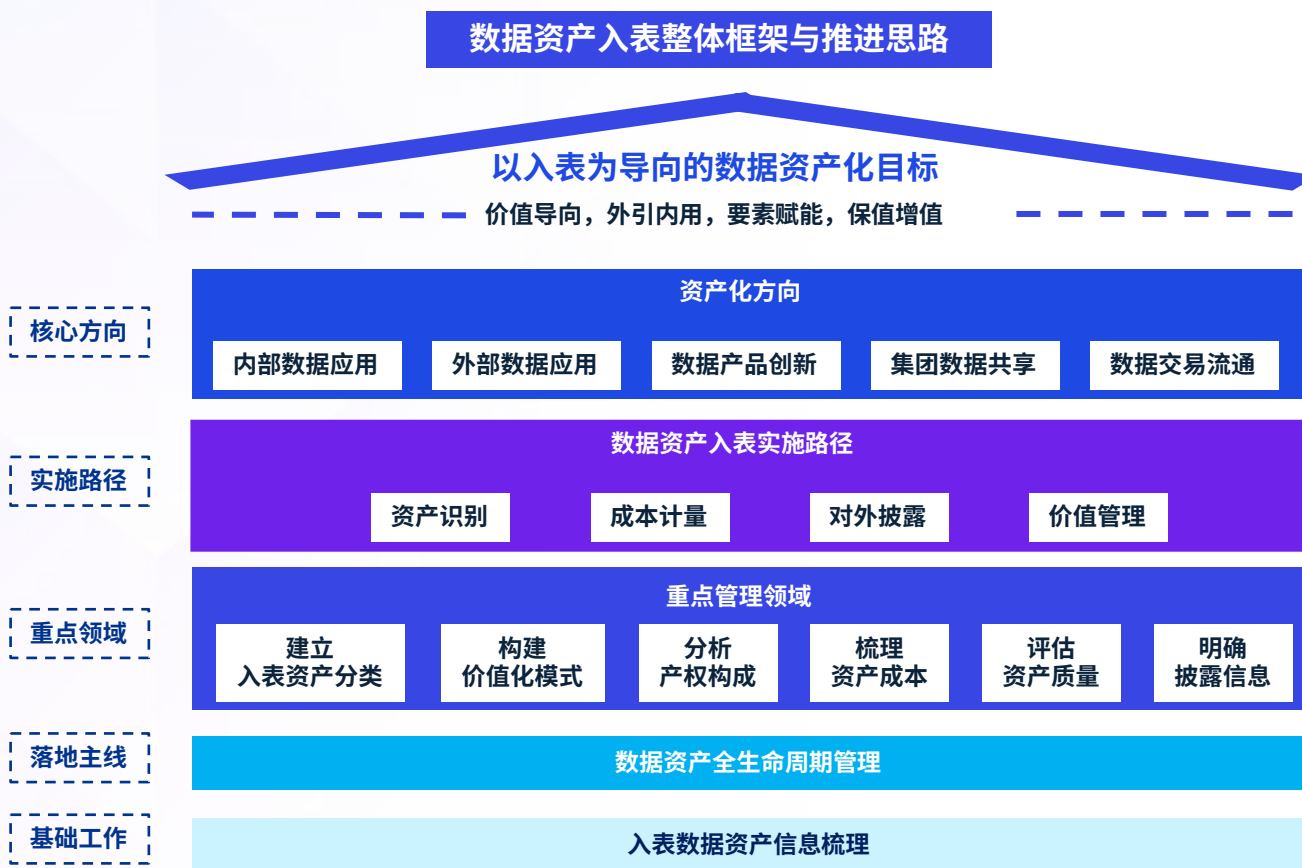 数据资产入表整体框架与推进思路
以入表为导向的数据资产化目标
价值导向，外引内用，要素赋能，保值增值
核心方向
资产化方向
内部数据应用
外部数据应用
数据产品创新
集团数据共享
数据交易流通
实施路径
数据资产入表实施路径
资产识别
成本计量
对外披露
价值管理
重点领域
重点管理领域
建立
入表资产分类
构建
价值化模式
分析
产权构成
梳理
资产成本
评估
资产质量
明确
披露信息
落地主线
数据资产全生命周期管理
基础工作
入表数据资产信息梳理